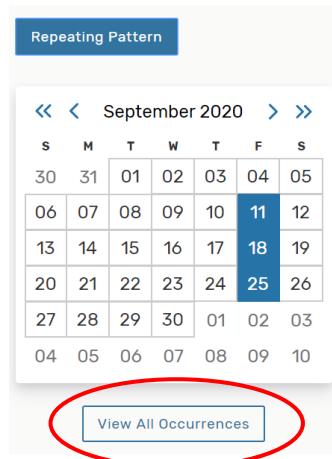 Repeating Pattern
« < September 2020 > »
S M T W T F S
30 31 01 02 03 04 05
06 07 08 09 10 11 12
13 14 15 16 17 18 19
20 21 22 23 24 25 26
27 28 29 30 01 02 03
04 05 06 07 08 09 10
View All Occurrences